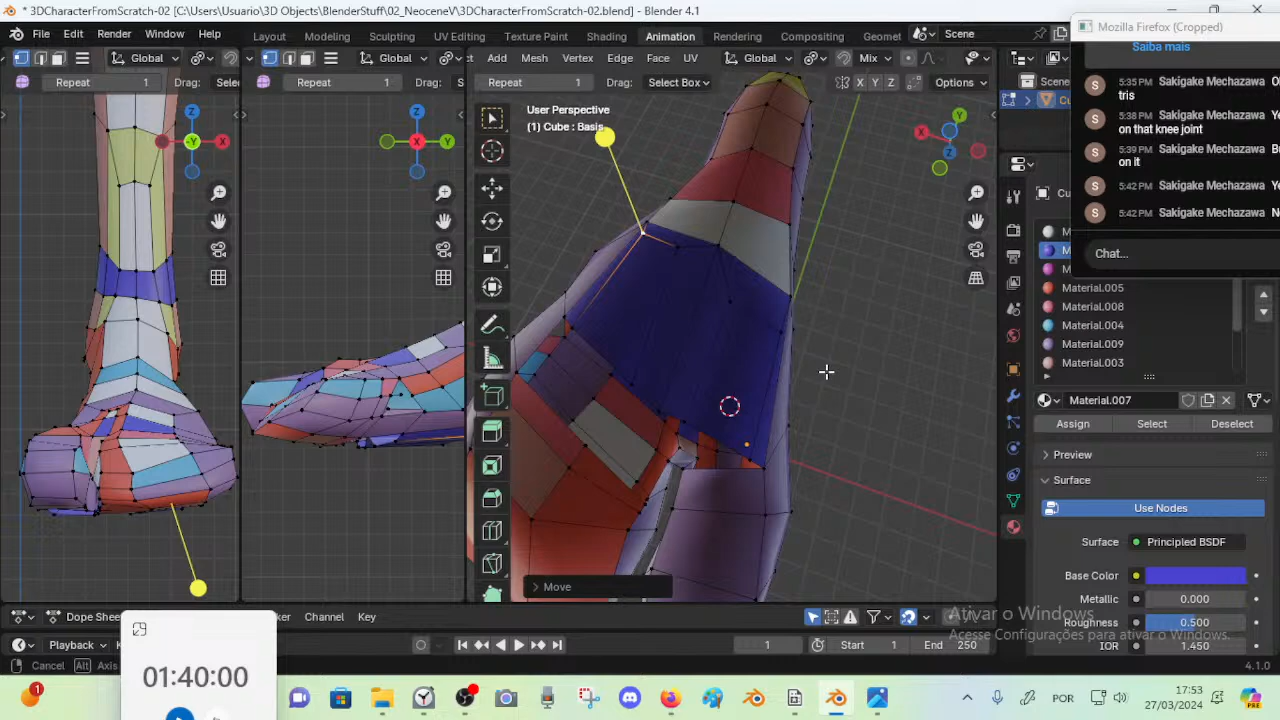 * 3DCharacterFromScratch-02 [C:\Users\Usuario\3D Objects\BlenderStuff\02_NeoceneV\3DCharacterFromScratch-02.blend] - Blender 4.1
File Edit Render Window Help
Layout Modeling Sculpting UV Editing Texture Paint Shading Animation Rendering Compositing Geomet
Scene
Mozilla Firefox (Cropped)
Saiba mais
5:35 PM Sakigake Mechazawa
tris
5:38 PM Sakigake Mechazawa
on that knee joint
5:39 PM Sakigake Mechazawa
on it
5:42 PM Sakigake Mechazawa
5:42 PM Sakigake Mechazawa
Chat...
Global
Global
Add Mesh Vertex Edge Face UV
Global
Mix
Repeat 1 Drag: Selec
Repeat 1 Drag: S
Repeat 1 Drag: Select Box
X Y Z
Options
User Perspective
(1) Cube : Basis
Z
-Y
X
Z
X
Y
Y
X
Z
Scene
Material.005
Material.008
Material.004
Material.009
Material.003
Material.007
Assign Select Deselect
Preview
Surface
Use Nodes
Surface Principled BSDF
Base Color
Metallic 0.000
Roughness 0.500
IOR 1.450
Move
Dope Shee
Channel Key
Playback
1
Start 1
End 250
Cancel Alt Axis
4.1.0
Ativar o Windows
Acesse Configurações para ativar o Windows.
01:40:00
1
POR
17:53
27/03/2024
PRE